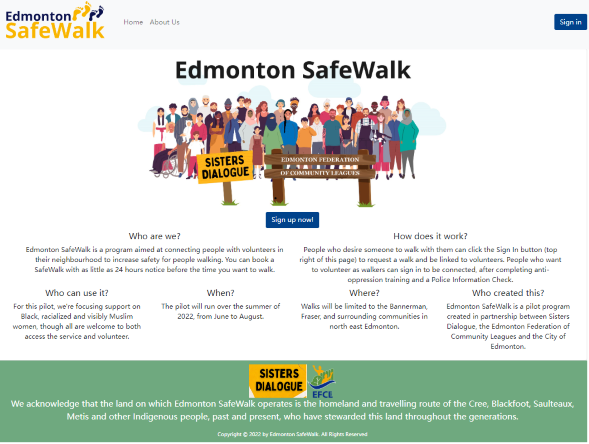 Edmonton
SafeWalk
Home About Us
Sign in
Edmonton SafeWalk
SISTERS
DIALOGUE
EDMONTON FEDERATION
OF COMMUNITY LEAGUES
Sign up now!
Who are we?
Edmonton SafeWalk is a program aimed at connecting people with volunteers in
their neighbourhood to increase safety for people walking. You can book a
SafeWalk with as little as 24 hours notice before the time you want to walk.
How does it work?
People who desire someone to walk with them can click the Sign In button (top
right of this page) to request a walk and be linked to volunteers. People who want
to volunteer as walkers can sign in to be connected, after completing anti-
oppression training and a Police Information Check.
Who can use it?
For this pilot, we're focusing support on
Black, racialized and visibly Muslim
women, though all are welcome to both
access the service and volunteer.
When?
The pilot will run over the summer of
2022, from June to August.
Where?
Walks will be limited to the Bannerman,
Fraser, and surrounding communities in
north east Edmonton.
Who created this?
Edmonton SafeWalk is a pilot program
created in partnership between Sisters
Dialogue, the Edmonton Federation of
Community Leagues and the City of
Edmonton.
SISTERS
DIALOGUE
EFCL
We acknowledge that the land on which Edmonton SafeWalk operates is the homeland and travelling route of the Cree, Blackfoot, Saulteaux,
Metis and other Indigenous people, past and present, who have stewarded this land throughout the generations.
Copyright © 2022 by Edmonton SafeWalk. All Rights Reserved